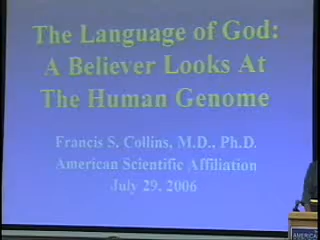 The Language of God:
A Believer Looks At
The Human Genome
Francis S. Collins, M.D., Ph.D.
American Scientific Affiliation
July 29, 2006